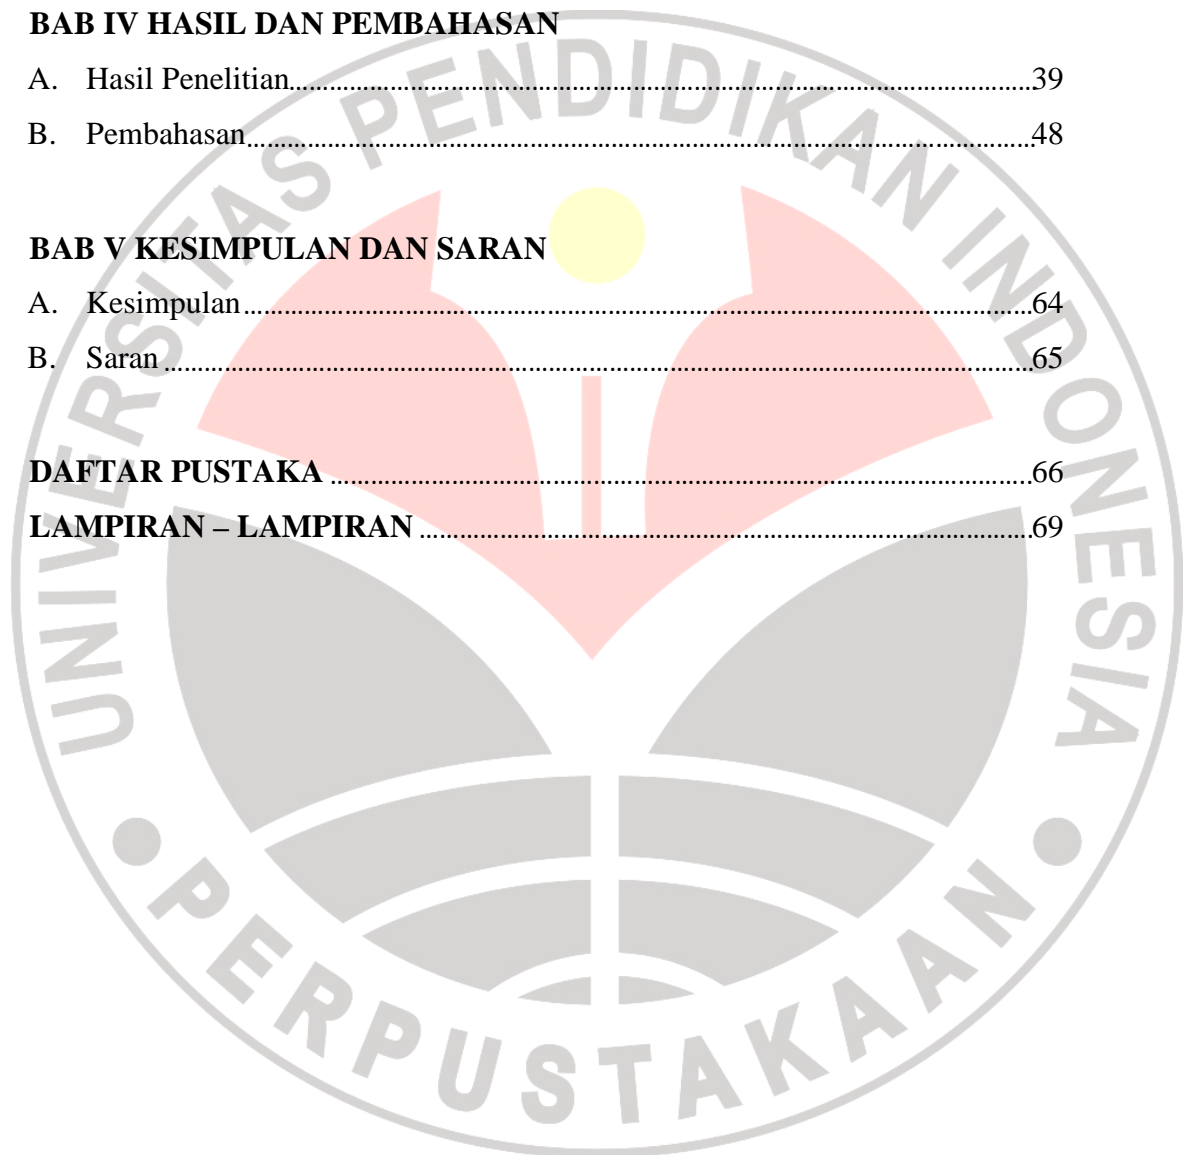 BAB IV HASIL DAN PEMBAHASAN
A. Hasil Penelitian..........................................................................................39
B. Pembahasan...............................................................................................48
BAB V KESIMPULAN DAN SARAN
A. Kesimpulan...............................................................................................64
B. Saran.........................................................................................................65
DAFTAR PUSTAKA.....................................................................................66
LAMPIRAN – LAMPIRAN..........................................................................69
UNIVERSITAS PENDIDIKAN INDONESIA
PERPUSTAKAAN